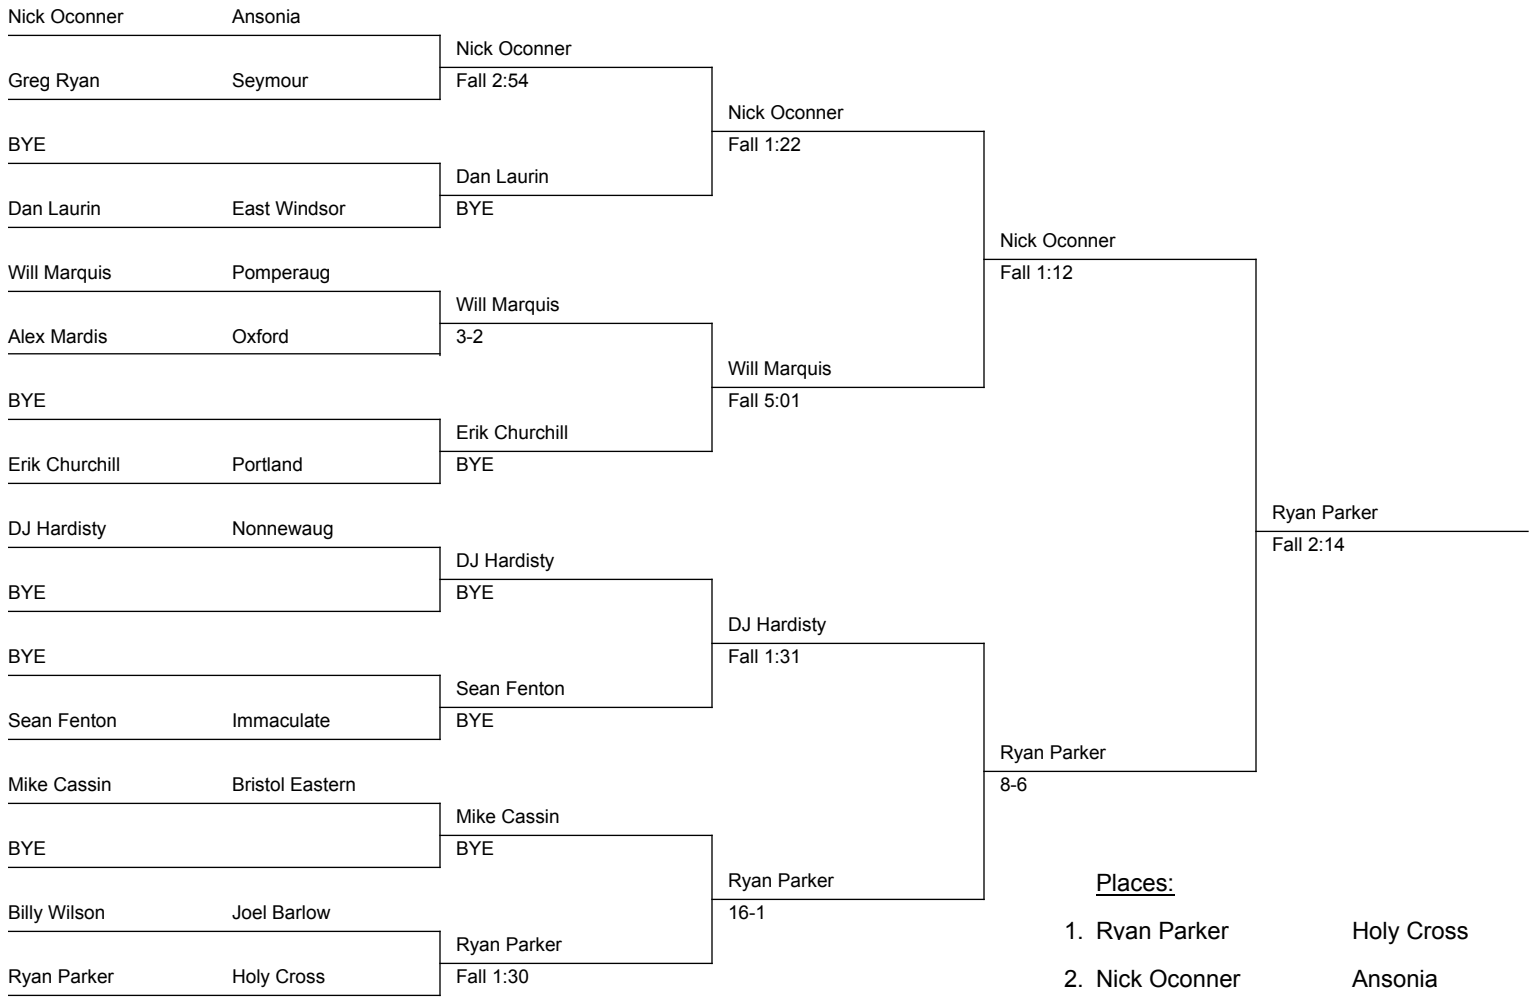 Nick Oconner Ansonia
Nick Oconner
Greg Ryan Seymour
Fall 2:54
Nick Oconner
BYE
Fall 1:22
Dan Laurin
Dan Laurin East Windsor
BYE
Nick Oconner
Will Marquis Pomperaug
Fall 1:12
Will Marquis
Alex Mardis Oxford
3-2
Will Marquis
BYE
Fall 5:01
Erik Churchill
Erik Churchill Portland
BYE
Ryan Parker
DJ Hardisty Nonnewaug
Fall 2:14
DJ Hardisty
BYE
BYE
DJ Hardisty
BYE
Fall 1:31
Sean Fenton
Sean Fenton Immaculate
BYE
Ryan Parker
Mike Cassin Bristol Eastern
8-6
Mike Cassin
BYE
BYE
Ryan Parker
Places:
Billy Wilson Joel Barlow
16-1
1. Ryan Parker Holy Cross
Ryan Parker
Ryan Parker Holy Cross
Fall 1:30
2. Nick Oconner Ansonia